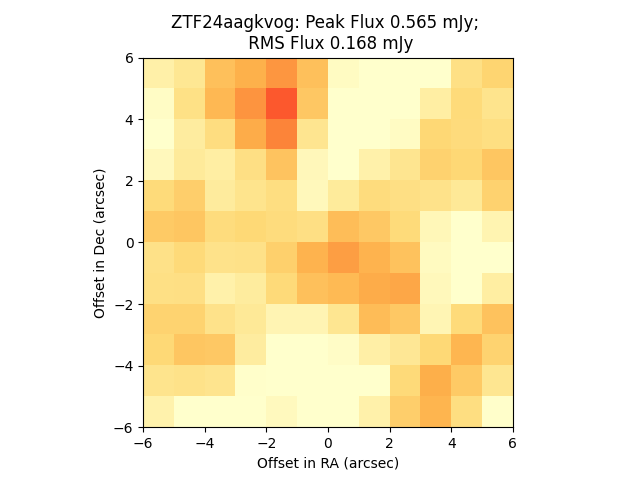 ZTF24aagkvog: Peak Flux 0.565 mJy;
RMS Flux 0.168 mJy
6
4
2
0
−2
−4
−6
Offset in Dec (arcsec)
−6 −4 −2 0 2 4 6
Offset in RA (arcsec)